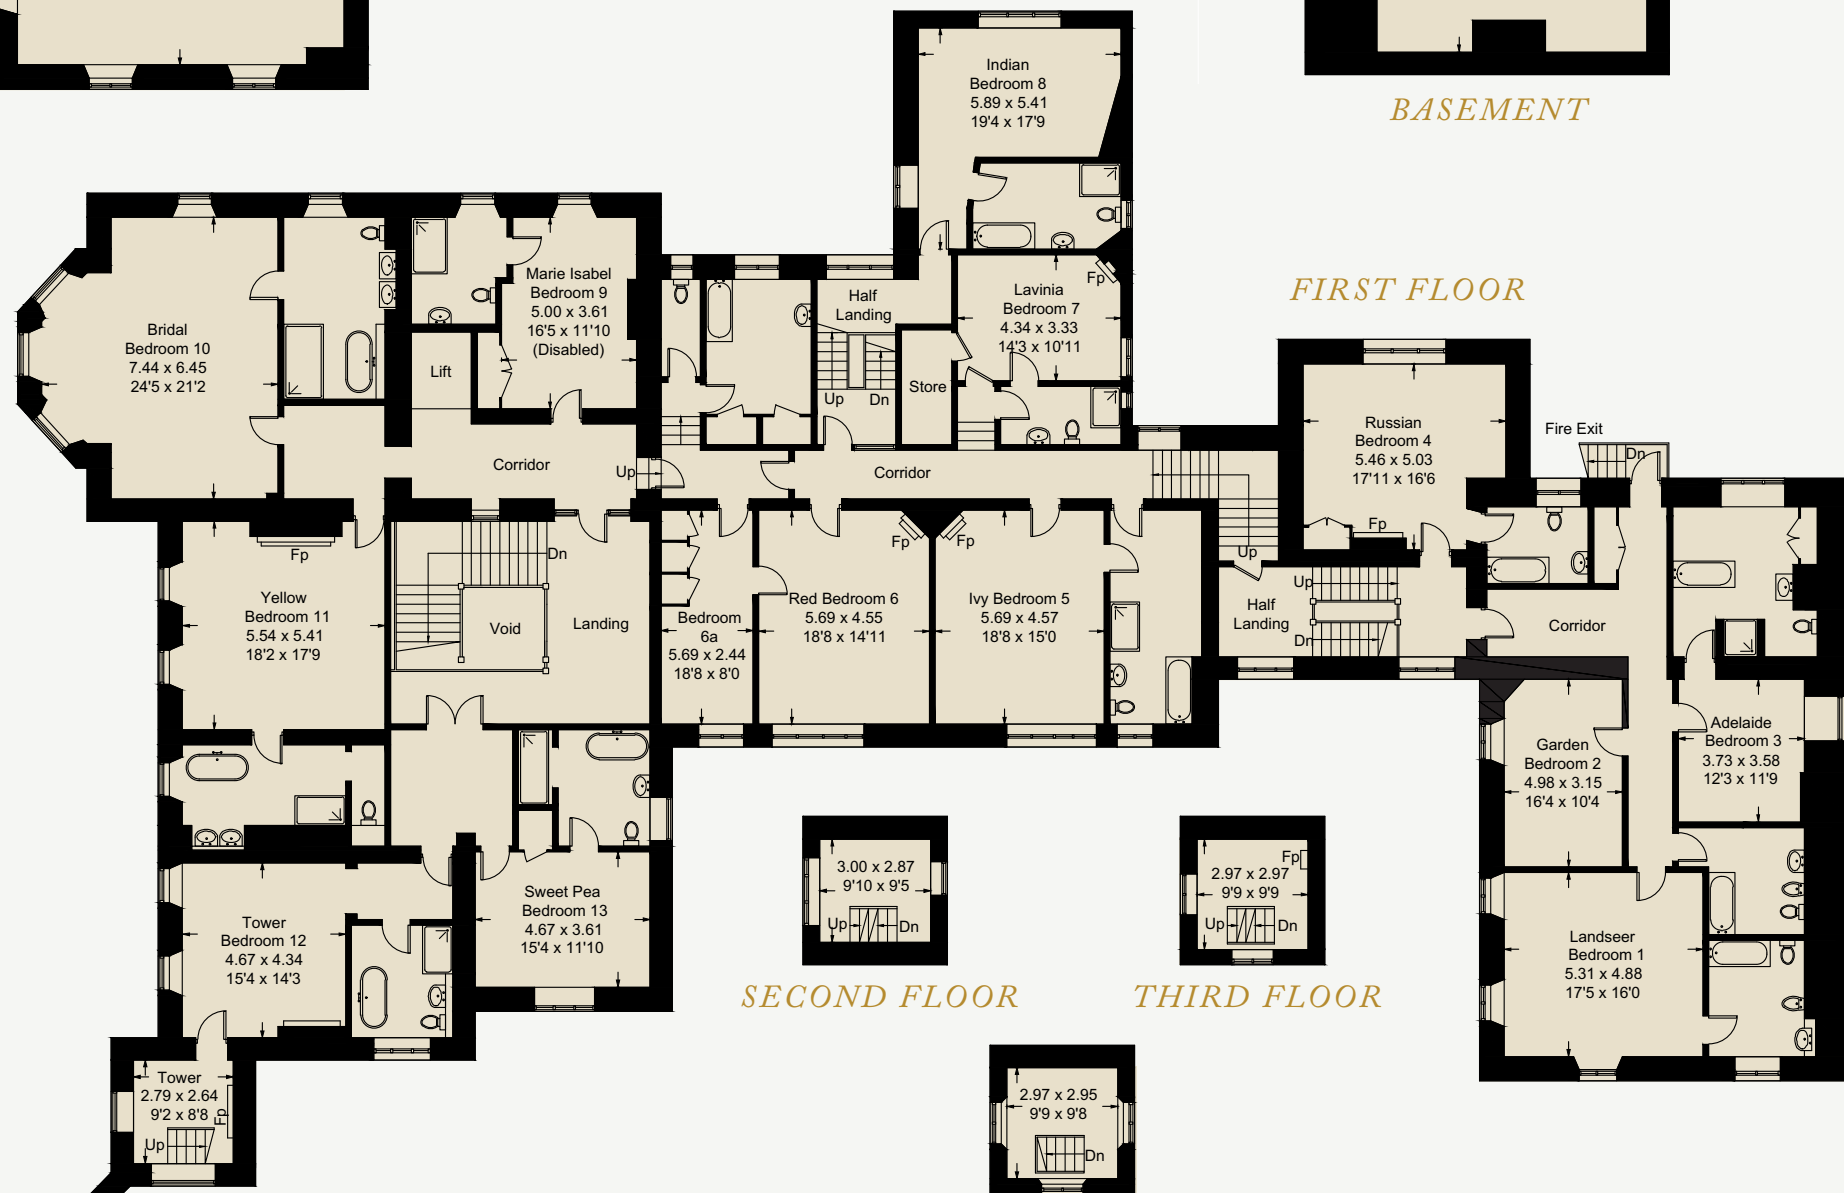 BASEMENT
Indian
Bedroom 8
5.89 x 5.41
19'4 x 17'9
FIRST FLOOR
Marie Isabel
Bedroom 9
5.00 x 3.61
16'5 x 11'10
(Disabled)
Bridal
Bedroom 10
7.44 x 6.45
24'5 x 21'2
Lift
Half
Landing
Up
Dn
Store
Fp
Lavinia
Bedroom 7
4.34 x 3.33
14'3 x 10'11
Corridor
Up
Corridor
Russian
Bedroom 4
5.46 x 5.03
17'11 x 16'6
Fp
Fire Exit
Dn
Fp
Yellow
Bedroom 11
5.54 x 5.41
18'2 x 17'9
Dn
Void
Landing
Bedroom
6a
5.69 x 2.44
18'8 x 8'0
Fp
Red Bedroom 6
5.69 x 4.55
18'8 x 14'11
Fp
Ivy Bedroom 5
5.69 x 4.57
18'8 x 15'0
Up
Half
Landing
Up
Dn
Corridor
Garden
Bedroom 2
4.98 x 3.15
16'4 x 10'4
Adelaide
Bedroom 3
3.73 x 3.58
12'3 x 11'9
Tower
Bedroom 12
4.67 x 4.34
15'4 x 14'3
Sweet Pea
Bedroom 13
4.67 x 3.61
15'4 x 11'10
3.00 x 2.87
9'10 x 9'5
Up
Dn
SECOND FLOOR
Fp
2.97 x 2.97
9'9 x 9'9
Up
Dn
THIRD FLOOR
Landseer
Bedroom 1
5.31 x 4.88
17'5 x 16'0
Tower
2.79 x 2.64
9'2 x 8'8
Fp
Up
2.97 x 2.95
9'9 x 9'8
Dn